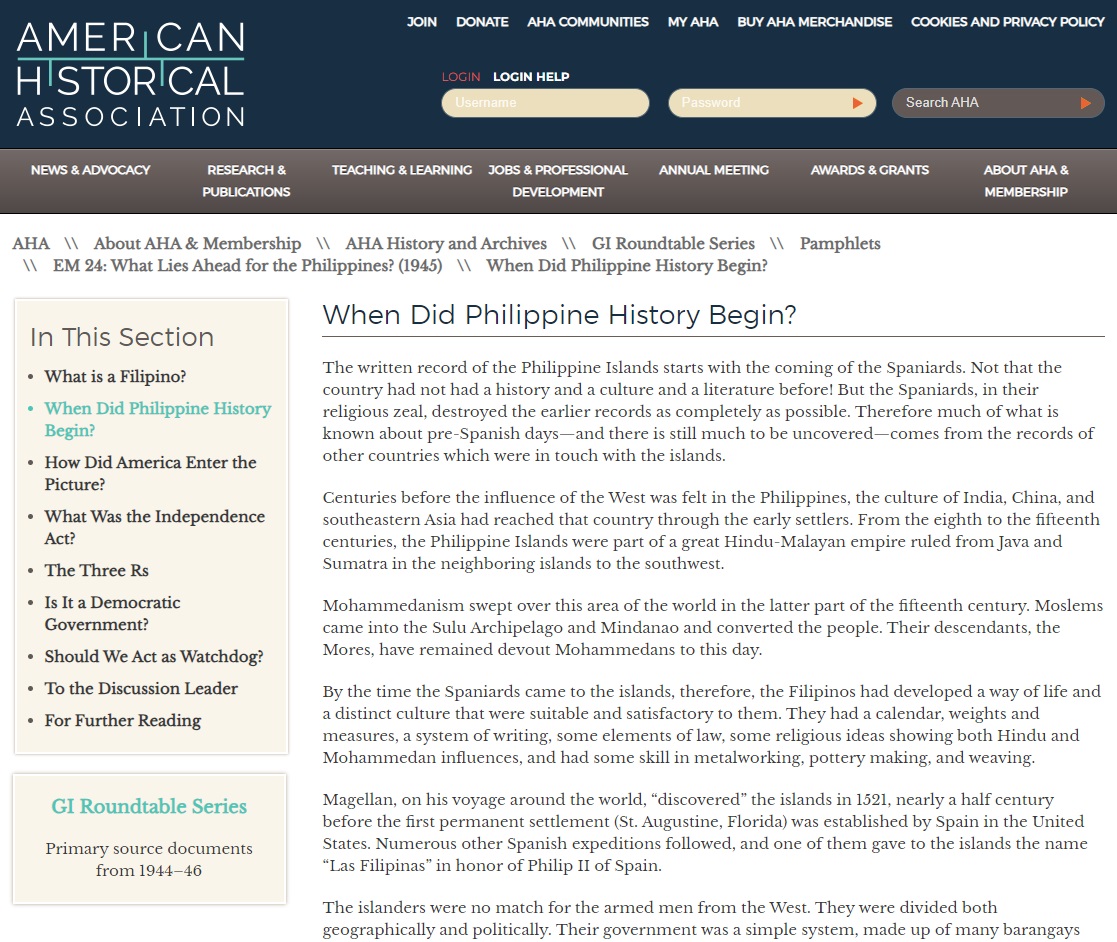 AMERICAN
HISTORICAL
ASSOCIATION
JOIN DONATE AHA COMMUNITIES MY AHA BUY AHA MERCHANDISE COOKIES AND PRIVACY POLICY
LOGIN LOGIN HELP
Username Password Search AHA
NEWS & ADVOCACY RESEARCH & PUBLICATIONS TEACHING & LEARNING JOBS & PROFESSIONAL DEVELOPMENT ANNUAL MEETING AWARDS & GRANTS ABOUT AHA & MEMBERSHIP
AHA \\ About AHA & Membership \\ AHA History and Archives \\ GI Roundtable Series \\ Pamphlets
\\ EM 24: What Lies Ahead for the Philippines? (1945) \\ When Did Philippine History Begin?
In This Section
• What is a Filipino?
• When Did Philippine History
Begin?
• How Did America Enter the
Picture?
• What Was the Independence
Act?
• The Three Rs
• Is It a Democratic
Government?
• Should We Act as Watchdog?
• To the Discussion Leader
• For Further Reading
GI Roundtable Series
Primary source documents
from 1944–46
When Did Philippine History Begin?
The written record of the Philippine Islands starts with the coming of the Spaniards. Not that the
country had not had a history and a culture and a literature before! But the Spaniards, in their
religious zeal, destroyed the earlier records as completely as possible. Therefore much of what is
known about pre-Spanish days—and there is still much to be uncovered—comes from the records of
other countries which were in touch with the islands.
Centuries before the influence of the West was felt in the Philippines, the culture of India, China, and
southeastern Asia had reached that country through the early settlers. From the eighth to the fifteenth
centuries, the Philippine Islands were part of a great Hindu-Malayan empire ruled from Java and
Sumatra in the neighboring islands to the southwest.
Mohammedanism swept over this area of the world in the latter part of the fifteenth century. Moslems
came into the Sulu Archipelago and Mindanao and converted the people. Their descendants, the
Mores, have remained devout Mohammedans to this day.
By the time the Spaniards came to the islands, therefore, the Filipinos had developed a way of life and
a distinct culture that were suitable and satisfactory to them. They had a calendar, weights and
measures, a system of writing, some elements of law, some religious ideas showing both Hindu and
Mohammedan influences, and had some skill in metalworking, pottery making, and weaving.
Magellan, on his voyage around the world, “discovered” the islands in 1521, nearly a half century
before the first permanent settlement (St. Augustine, Florida) was established by Spain in the United
States. Numerous other Spanish expeditions followed, and one of them gave to the islands the name
“Las Filipinas” in honor of Philip II of Spain.
The islanders were no match for the armed men from the West. They were divided both
geographically and politically. Their government was a simple system, made up of many barangays